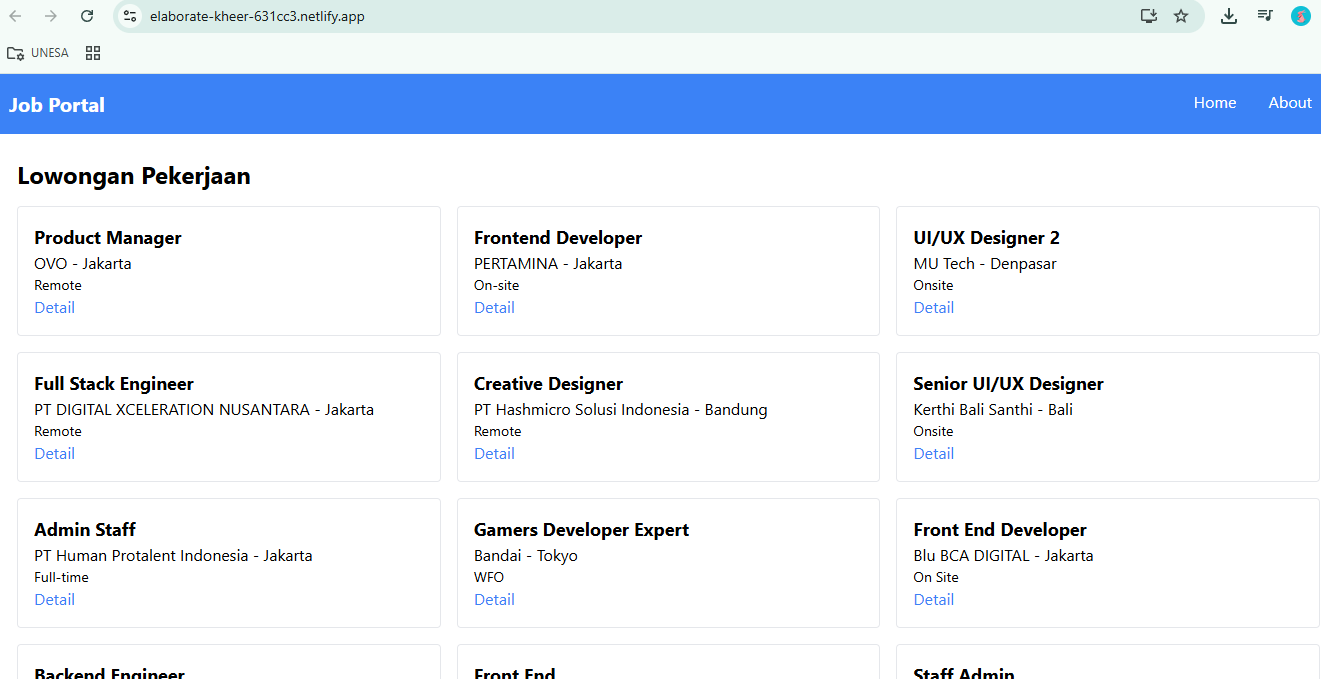 elaborate-kheer-631cc3.netlify.app
UNESA
Job Portal
Home
About
Lowongan Pekerjaan
Product Manager
OVO - Jakarta
Remote
Detail
Frontend Developer
PERTAMINA - Jakarta
On-site
Detail
UI/UX Designer 2
MU Tech - Denpasar
Onsite
Detail
Full Stack Engineer
PT DIGITAL XCELERATION NUSANTARA - Jakarta
Remote
Detail
Creative Designer
PT Hashmicro Solusi Indonesia - Bandung
Remote
Detail
Senior UI/UX Designer
Kerthi Bali Santhi - Bali
Onsite
Detail
Admin Staff
PT Human Protalent Indonesia - Jakarta
Full-time
Detail
Gamers Developer Expert
Bandai - Tokyo
WFO
Detail
Front End Developer
Blu BCA DIGITAL - Jakarta
On Site
Detail
Backend Engineer
Front End
Staff Admin